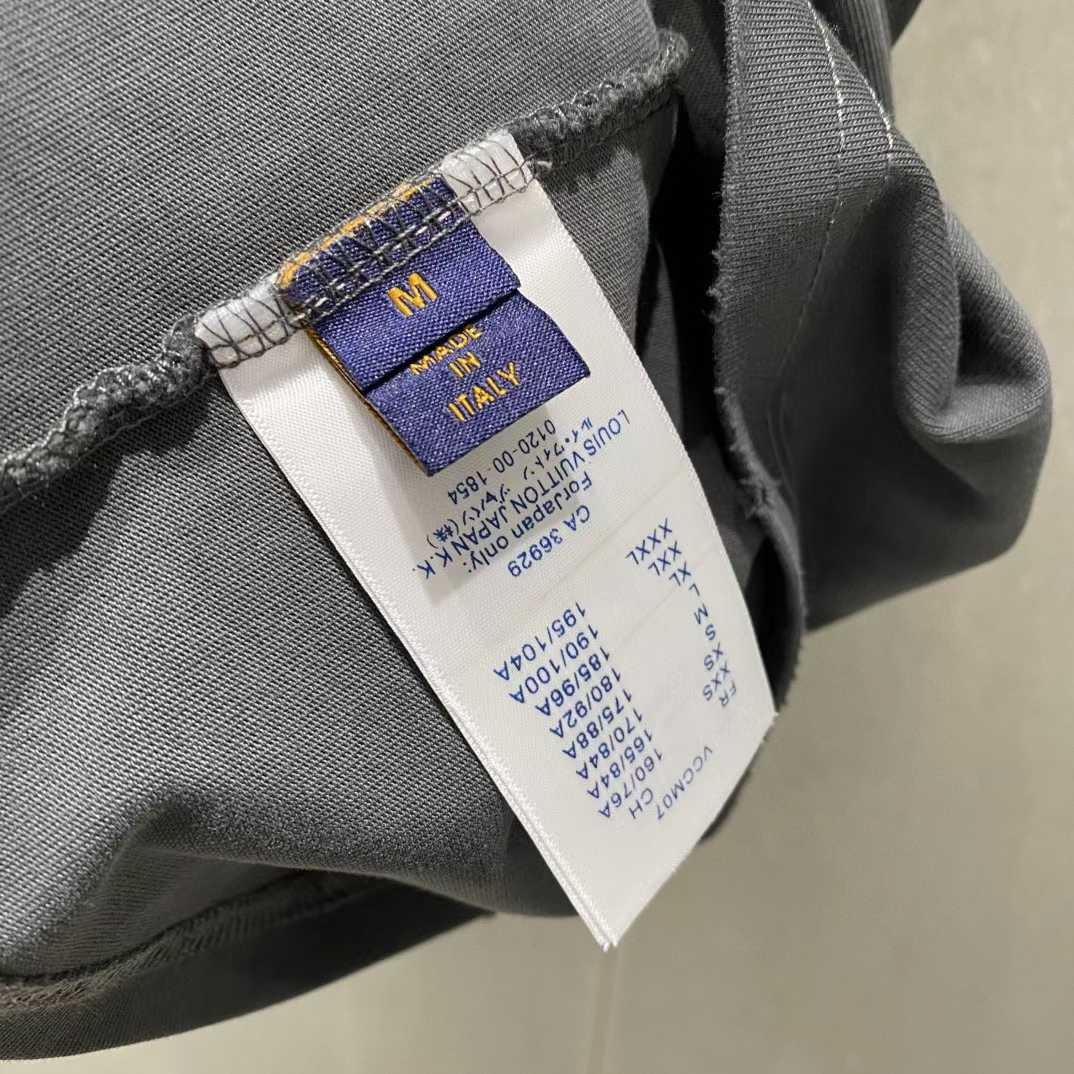 M
MADE
IN
ITALY
VCCM07
FR CH
XXS 160/76A
XS 165/84A
S 170/84A
M 175/88A
L 180/92A
XL 185/96A
XXL 190/100A
XXXL 195/104A
CA 36929
For Japan only:
LOUIS VUITTON JAPAN K.K.
ルイ・ヴィトン ジャパン(株)
0120-00-1854